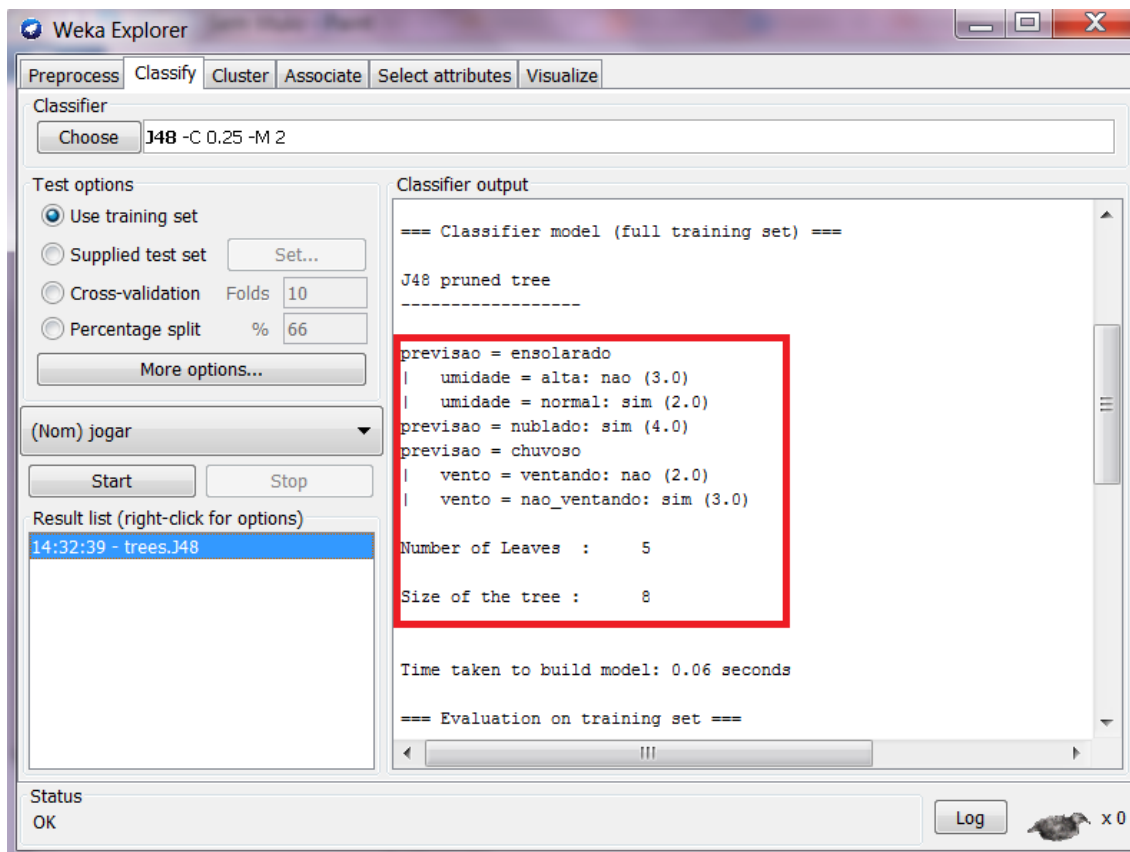 Weka Explorer
Preprocess Classify Cluster Associate Select attributes Visualize
Classifier
Choose J48 -C 0.25 -M 2
Test options
Use training set
Supplied test set Set...
Cross-validation Folds 10
Percentage split % 66
More options...
(Nom) jogar
Start Stop
Result list (right-click for options)
14:32:39 - trees.J48
Classifier output
=== Classifier model (full training set) ===
J48 pruned tree
------------------
previsao = ensolarado
|   umidade = alta: nao (3.0)
|   umidade = normal: sim (2.0)
previsao = nublado: sim (4.0)
previsao = chuvoso
|   vento = ventando: nao (2.0)
|   vento = nao_ventando: sim (3.0)
Number of Leaves  :     5
Size of the tree :      8
Time taken to build model: 0.06 seconds
=== Evaluation on training set ===
Status
OK
Log x 0